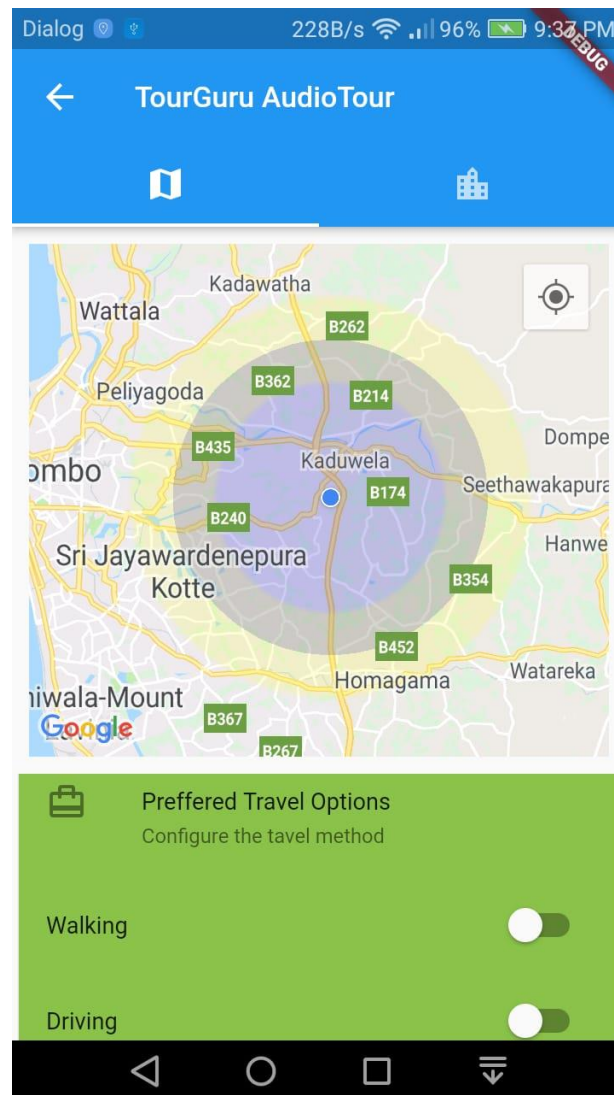 Dialog 228B/s 96% 9:37 PM
DEBUG
TourGuru AudioTour
Kadawatha
Wattala
B262
Peliyagoda
B362
B214
B435
Dompe
ombo
Kaduwela
B174
Seethawakapura
B240
Hanwe
Sri Jayawardenepura
Kotte
B354
B452
Homagama
Watareka
hiwala-Mount
Google
B367
B267
Preffered Travel Options
Configure the tavel method
Walking
Driving